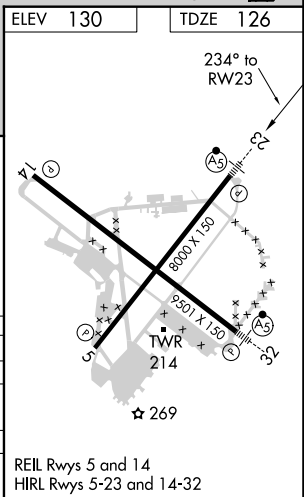 ELEV 130
TDZE 126
234° to
RW23
23
A5
P
14
P
8000 X 150
9501 X 150
A5
P
5
TWR
214
P
32
269
REIL Rwys 5 and 14
HIRL Rwys 5-23 and 14-32